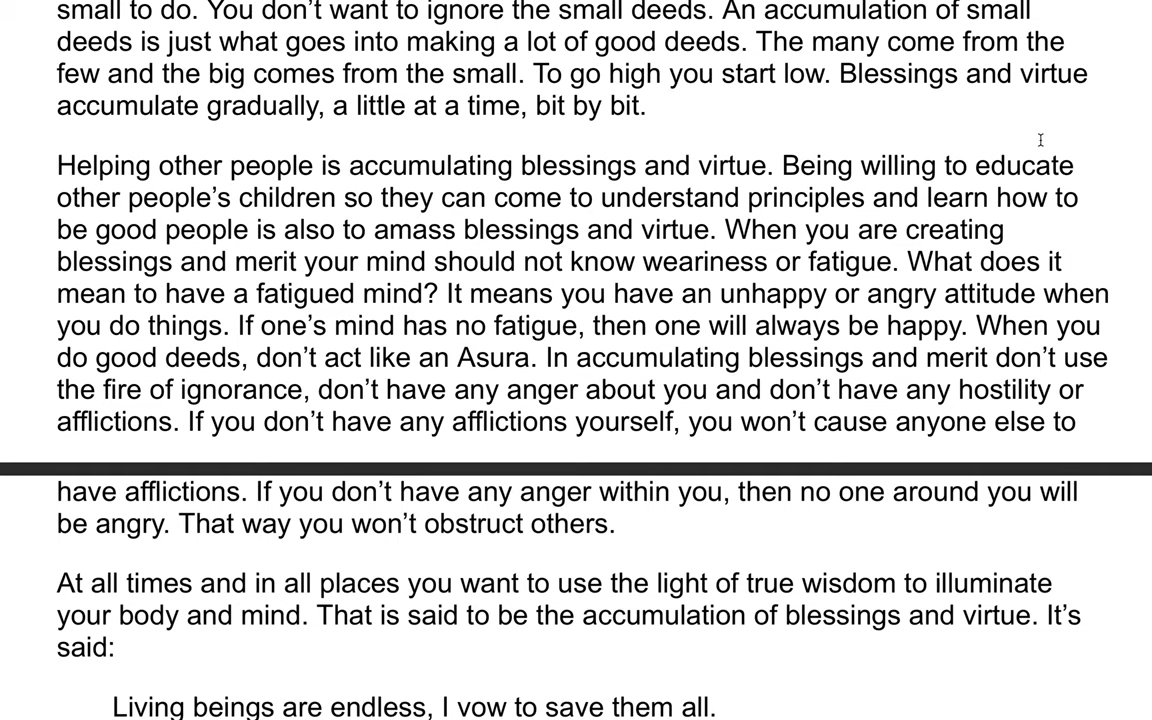 small to do. You don’t want to ignore the small deeds. An accumulation of small
deeds is just what goes into making a lot of good deeds. The many come from the
few and the big comes from the small. To go high you start low. Blessings and virtue
accumulate gradually, a little at a time, bit by bit.
Helping other people is accumulating blessings and virtue. Being willing to educate
other people’s children so they can come to understand principles and learn how to
be good people is also to amass blessings and virtue. When you are creating
blessings and merit your mind should not know weariness or fatigue. What does it
mean to have a fatigued mind? It means you have an unhappy or angry attitude when
you do things. If one’s mind has no fatigue, then one will always be happy. When you
do good deeds, don’t act like an Asura. In accumulating blessings and merit don’t use
the fire of ignorance, don’t have any anger about you and don’t have any hostility or
afflictions. If you don’t have any afflictions yourself, you won’t cause anyone else to
have afflictions. If you don’t have any anger within you, then no one around you will
be angry. That way you won’t obstruct others.
At all times and in all places you want to use the light of true wisdom to illuminate
your body and mind. That is said to be the accumulation of blessings and virtue. It’s
said:
Living beings are endless, I vow to save them all.